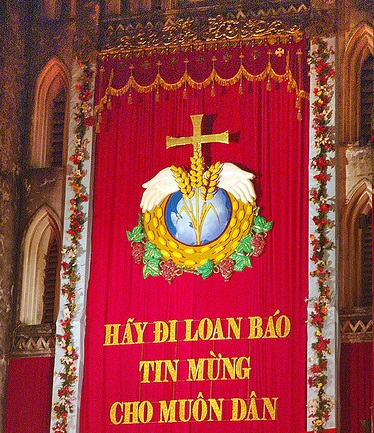 HÃY ĐI LOAN BÁO
TIN MỪNG
CHO MUÔN DÂN